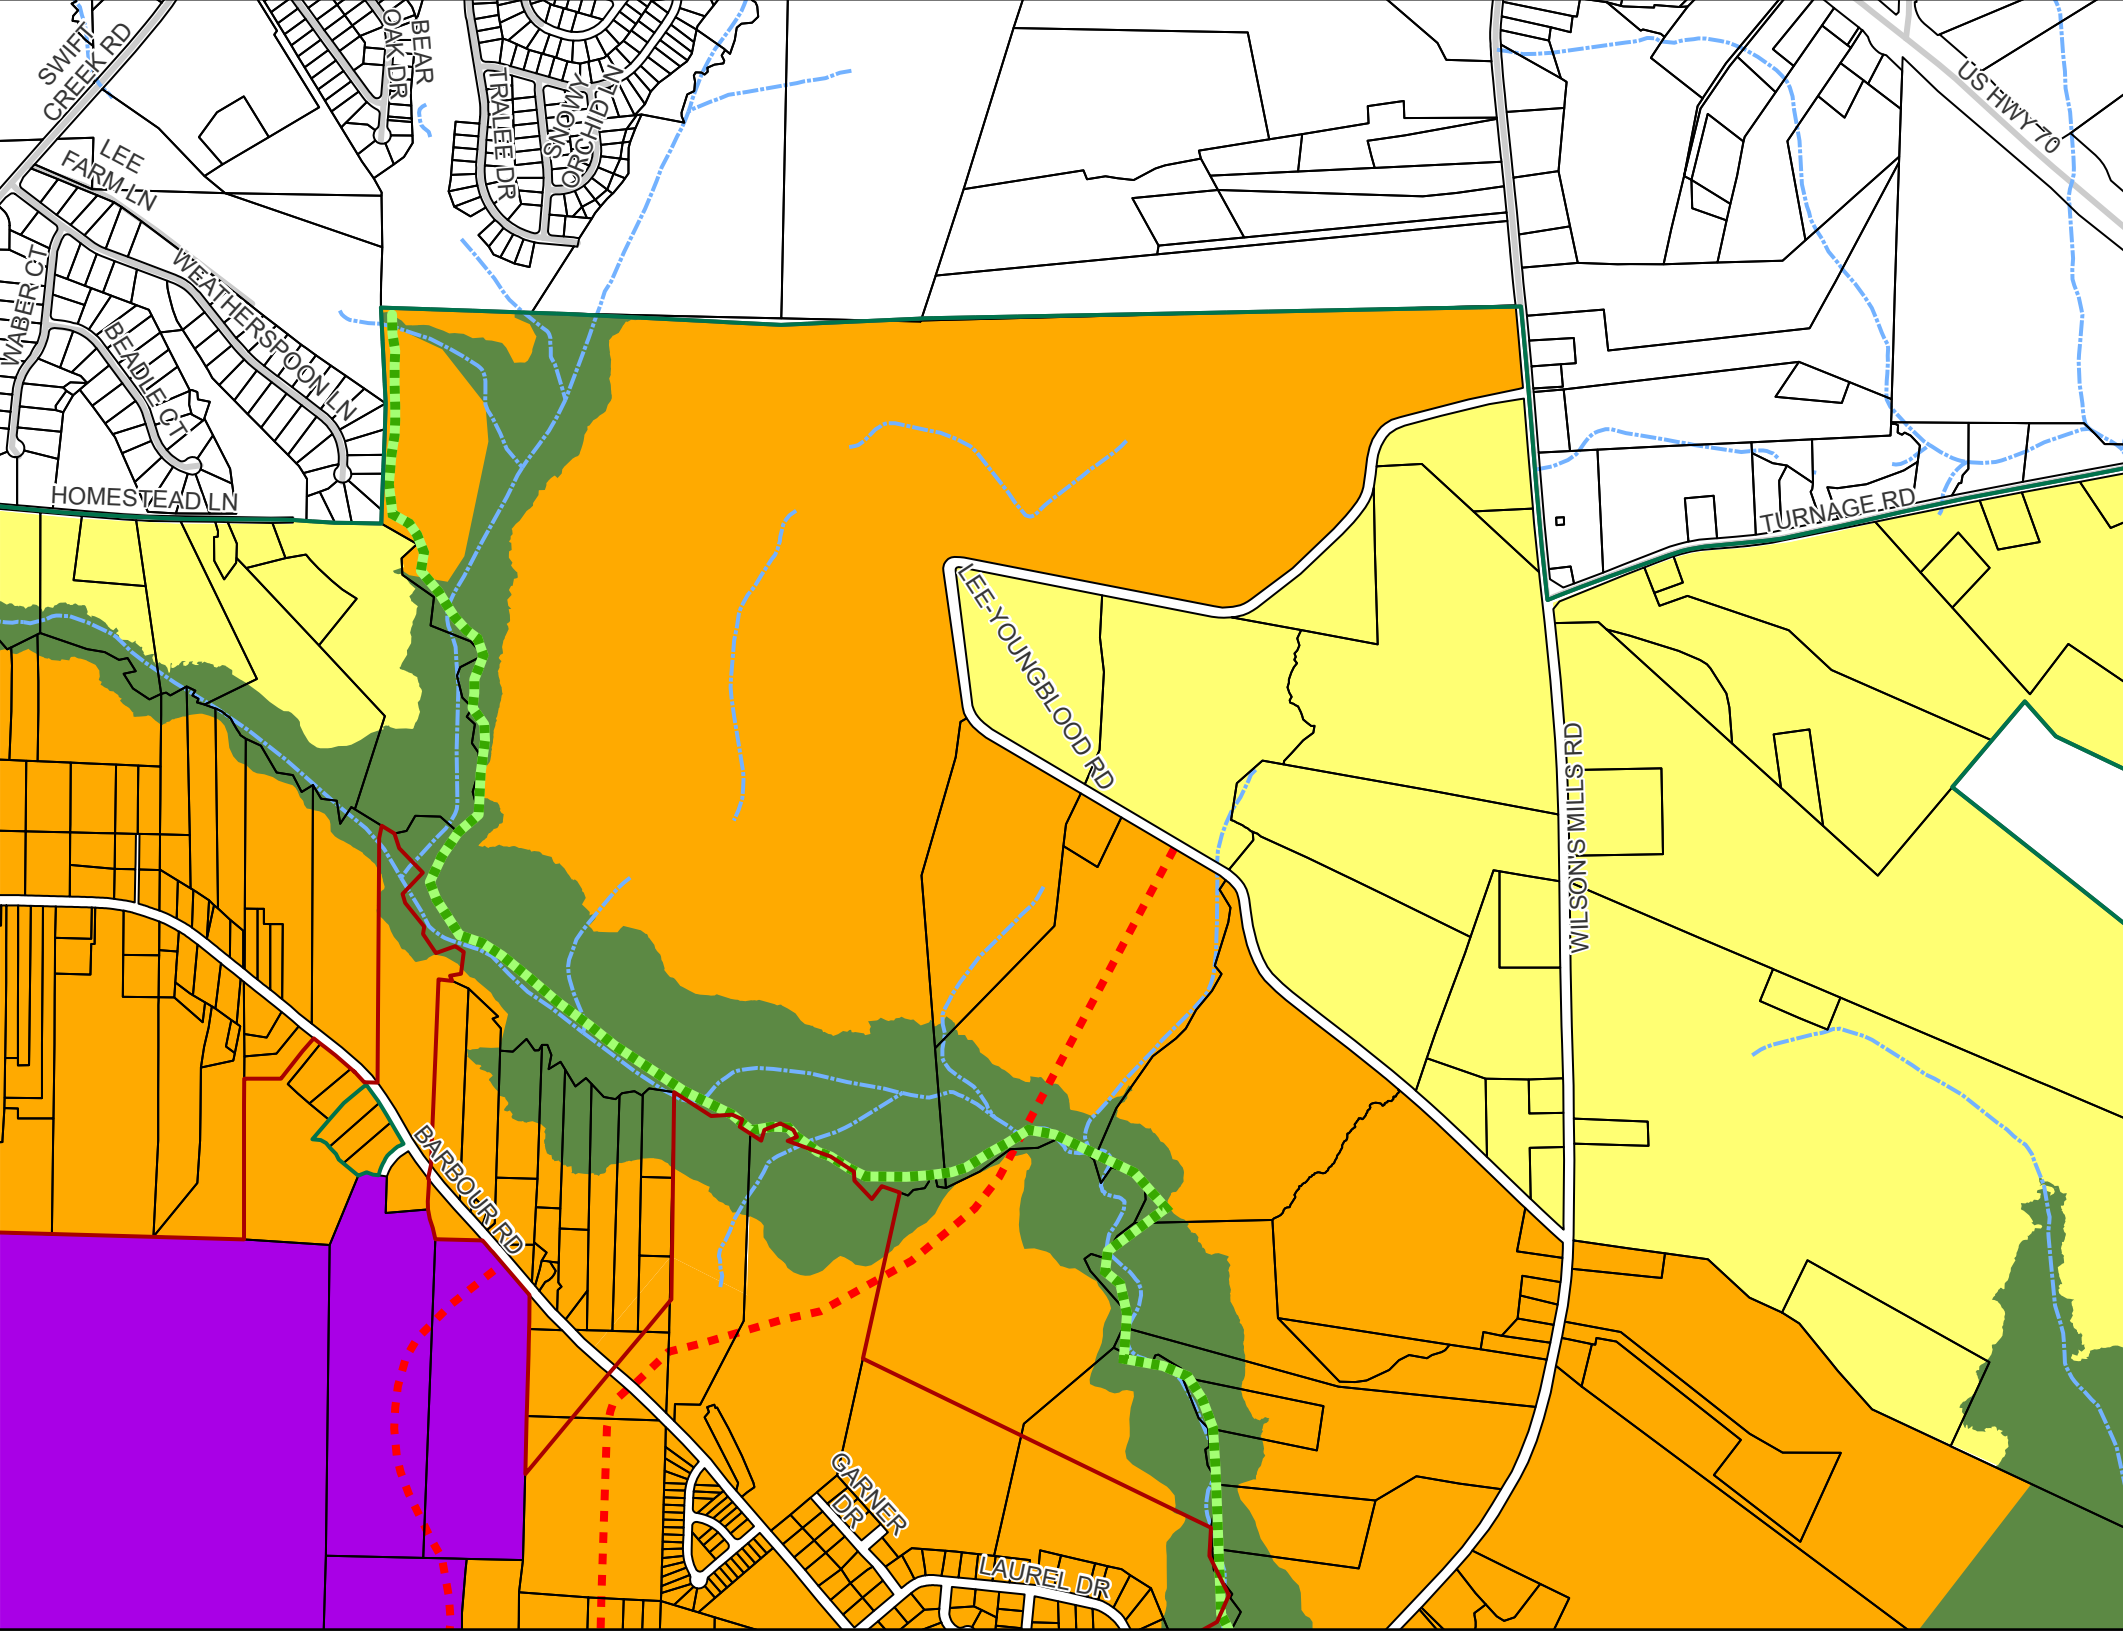 SWIFT
CREEK RD
BEAR
OAK DR
TRALEE DR
SNOWY
ORCHID LN
US HWY 70
LEE
FARM LN
WEATHERSPOON LN
WABER CT
BEADLE CT
HOMESTEAD LN
TURNAGE RD
LEE-YOUNGBLOOD RD
WILSON'S MILLS RD
BARBOUR RD
GARNER
DR
LAUREL DR